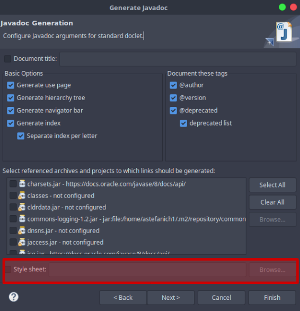 Generate Javadoc
Javadoc Generation
Configure Javadoc arguments for standard doclet.
Document title:
Basic Options
Document these tags
Generate use page
@author
Generate hierarchy tree
@version
Generate navigator bar
@deprecated
Generate index
deprecated list
Separate index per letter
Select referenced archives and projects to which links should be generated:
charsets.jar - https://docs.oracle.com/javase/8/docs/api/
Select All
classes - not configured
Clear All
cldrdata.jar - not configured
commons-logging-1.2.jar - jar:file:/home/astefanich/.m2/repository/common
Browse...
dnsns.jar - not configured
jaccess.jar - not configured
Style sheet:
Browse...
?
< Back
Next >
Cancel
Finish